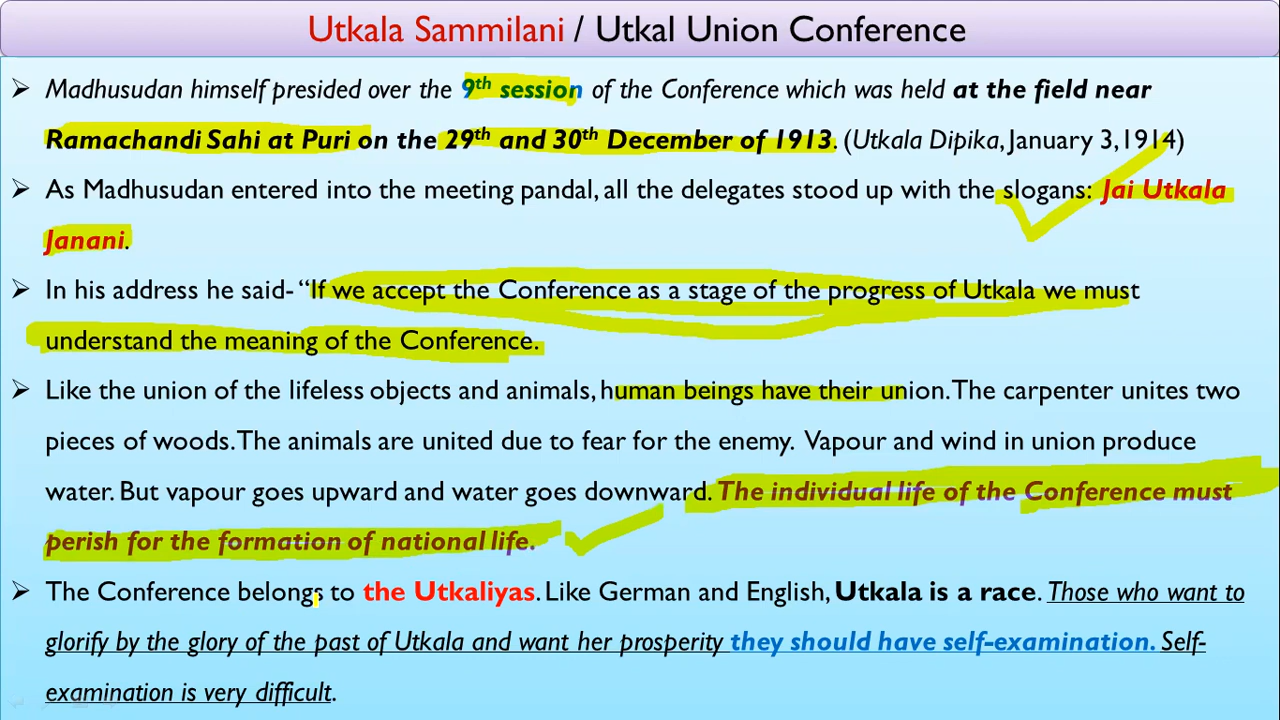 Utkala Sammilani / Utkal Union Conference
➢ Madhusudan himself presided over the 9th session of the Conference which was held at the field near
Ramachandi Sahi at Puri on the 29th and 30th December of 1913. (Utkala Dipika, January 3,1914)
➢ As Madhusudan entered into the meeting pandal, all the delegates stood up with the slogans: Jai Utkala
Janani.
➢ In his address he said- “If we accept the Conference as a stage of the progress of Utkala we must
understand the meaning of the Conference.
➢ Like the union of the lifeless objects and animals, human beings have their union. The carpenter unites two
pieces of woods. The animals are united due to fear for the enemy. Vapour and wind in union produce
water. But vapour goes upward and water goes downward. The individual life of the Conference must
perish for the formation of national life.
➢ The Conference belongs to the Utkaliyas. Like German and English, Utkala is a race. Those who want to
glorify by the glory of the past of Utkala and want her prosperity they should have self-examination. Self-
examination is very difficult.